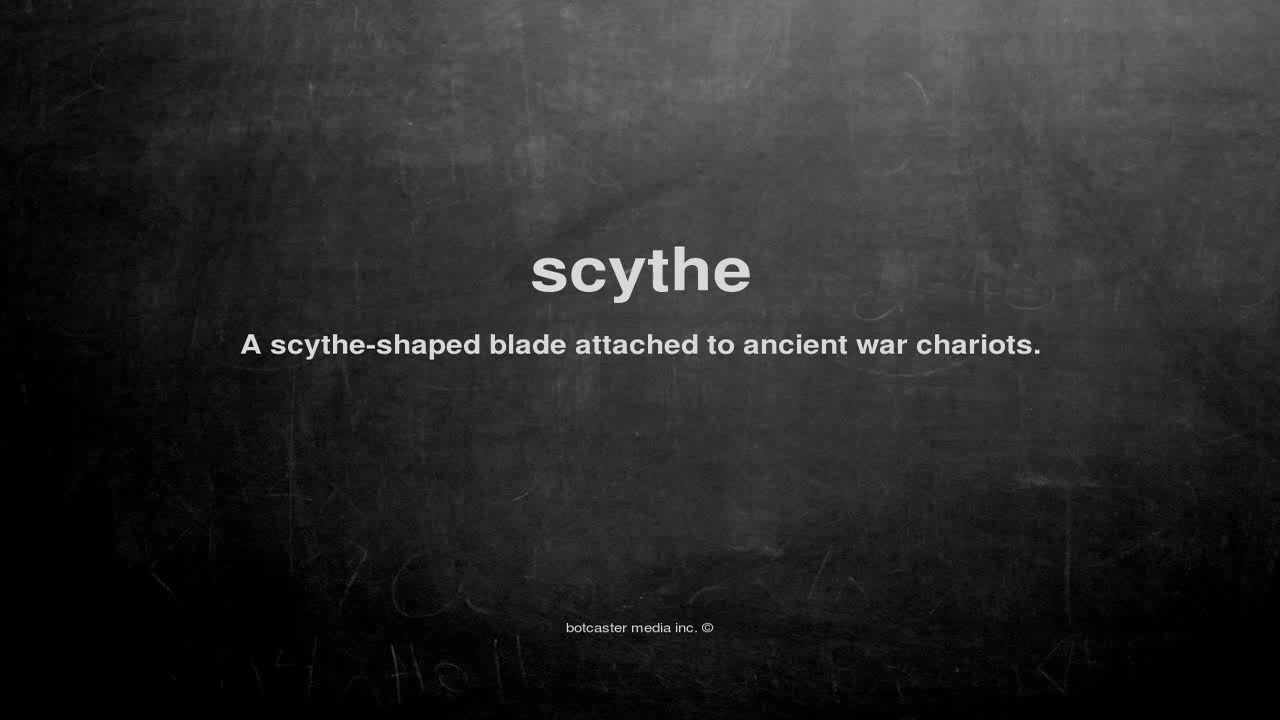 scythe
A scythe-shaped blade attached to ancient war chariots.
botcaster media inc. ©